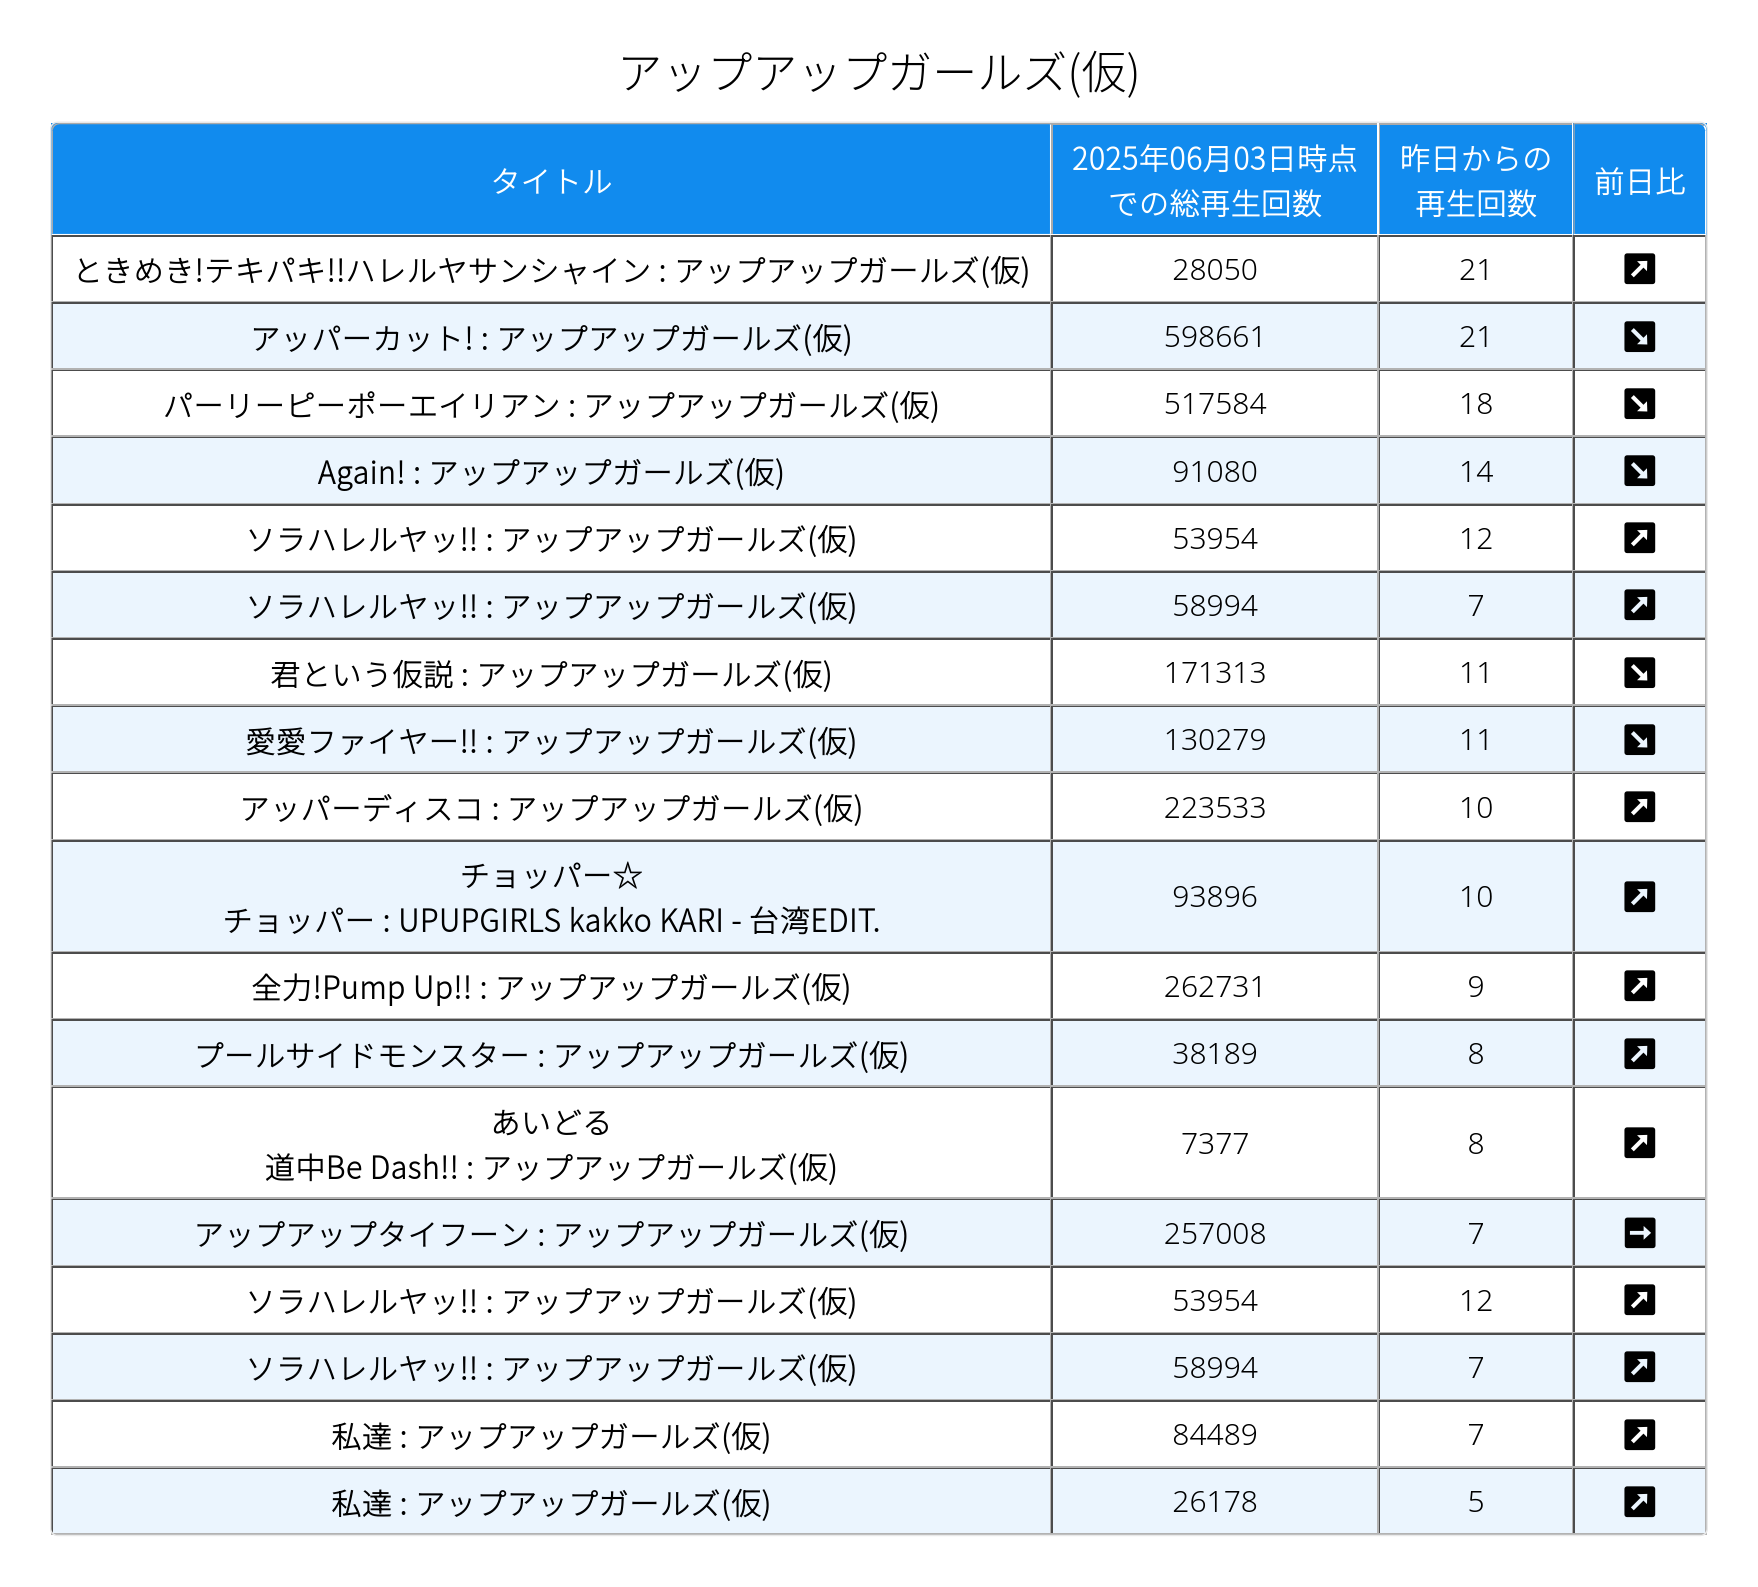 アップアップガールズ(仮)
タイトル
2025年06月03日時点
での総再生回数
昨日からの
再生回数
前日比
ときめき!テキパキ!!ハレルヤサンシャイン : アップアップガールズ(仮) 28050 21 ↗
アッパーカット! : アップアップガールズ(仮) 598661 21 ↘
パーリーピーポーエイリアン : アップアップガールズ(仮) 517584 18 ↘
Again! : アップアップガールズ(仮) 91080 14 ↘
ソラハレルヤッ!! : アップアップガールズ(仮) 53954 12 ↗
ソラハレルヤッ!! : アップアップガールズ(仮) 58994 7 ↗
君という仮説 : アップアップガールズ(仮) 171313 11 ↘
愛愛ファイヤー!! : アップアップガールズ(仮) 130279 11 ↘
アッパーディスコ : アップアップガールズ(仮) 223533 10 ↗
チョッパー☆
チョッパー : UPUPGIRLS kakko KARI - 台湾EDIT. 93896 10 ↗
全力!Pump Up!! : アップアップガールズ(仮) 262731 9 ↗
プールサイドモンスター : アップアップガールズ(仮) 38189 8 ↗
あいどる
道中Be Dash!! : アップアップガールズ(仮) 7377 8 ↗
アップアップタイフーン : アップアップガールズ(仮) 257008 7 →
ソラハレルヤッ!! : アップアップガールズ(仮) 53954 12 ↗
ソラハレルヤッ!! : アップアップガールズ(仮) 58994 7 ↗
私達 : アップアップガールズ(仮) 84489 7 ↗
私達 : アップアップガールズ(仮) 26178 5 ↗